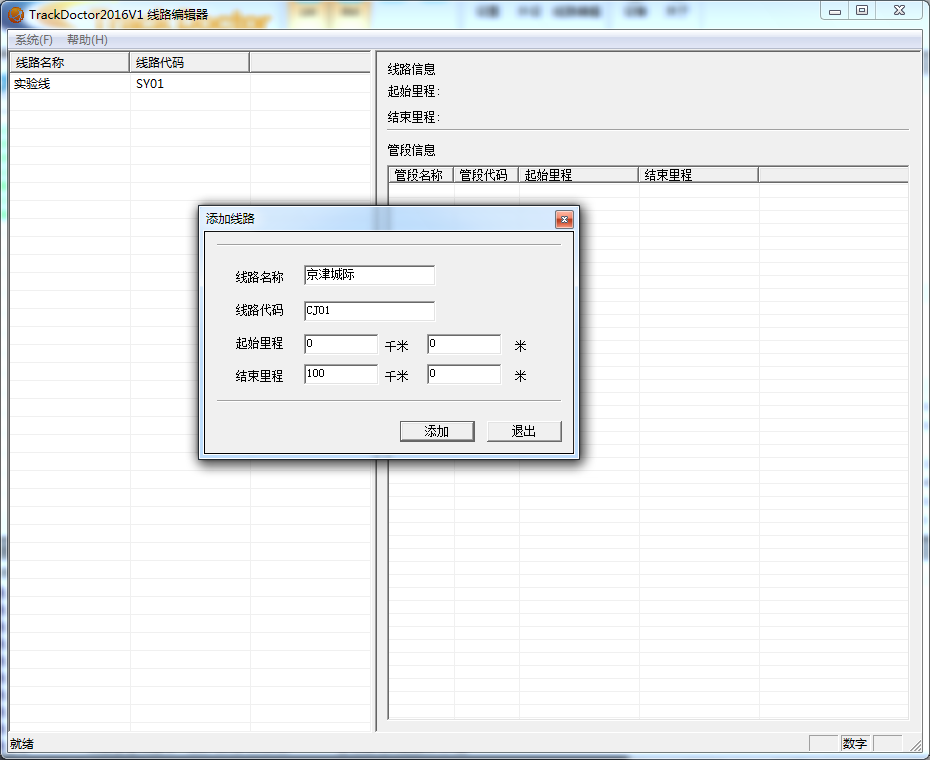 TrackDoctor2016V1 线路编辑器
系统(F) 帮助(H)
线路名称 线路代码
实验线 SY01
线路信息
起始里程:
结束里程:
管段信息
管段名称 管段代码 起始里程 结束里程
添加线路
线路名称 京津城际
线路代码 CJ01
起始里程 0 千米 0 米
结束里程 100 千米 0 米
添加 退出
就绪 数字